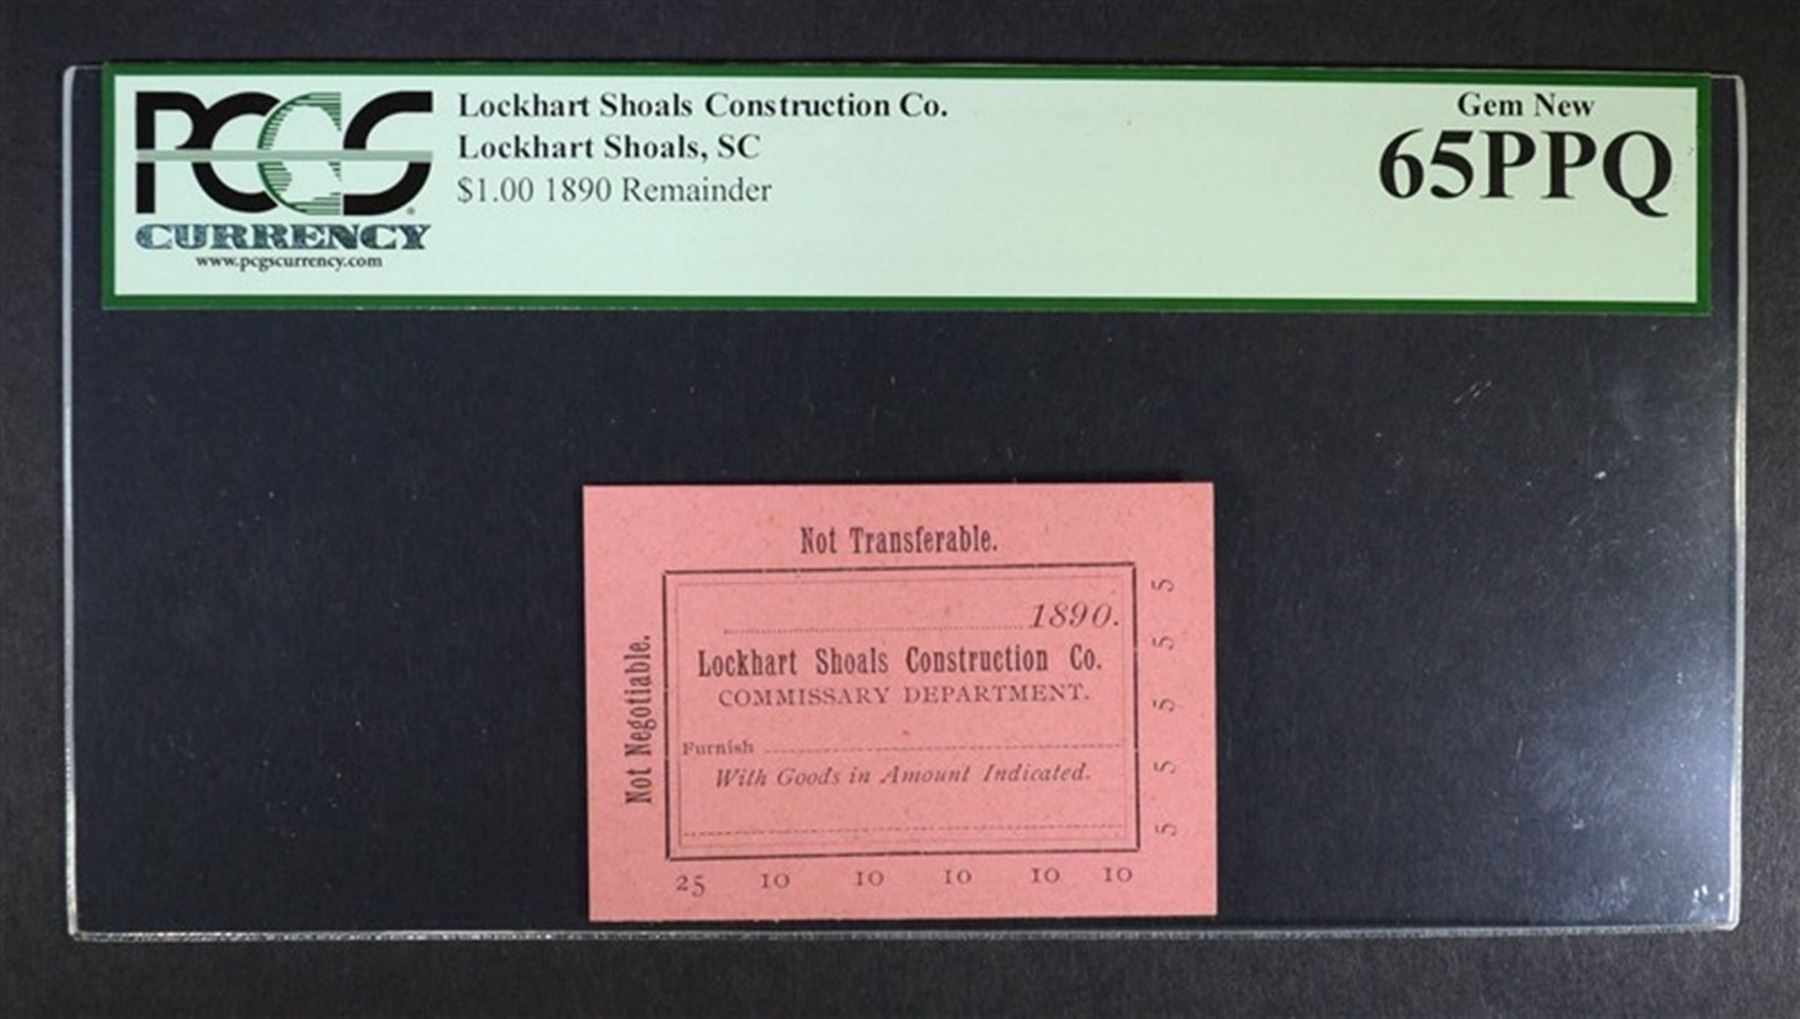 PCGS
CURRENCY
www.pcgscurrency.com
Lockhart Shoals Construction Co.
Lockhart Shoals, SC
$1.00 1890 Remainder
Gem New
65PPQ
Not Transferable.
Not Negotiable.
1890.
Lockhart Shoals Construction Co.
COMMISSARY DEPARTMENT.
Furnish
With Goods in Amount Indicated.
5
5
5
5
5
25 10 10 10 10 10